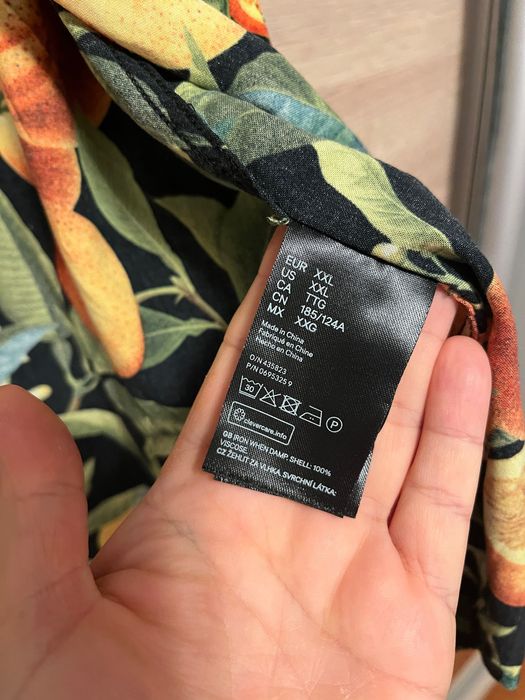 EUR XXL
US XXL
CA TTG
CN 185/124A
MX XXG
Made in China
Fabriqué en Chine
Hecho en China
O/N 435823
P/N 0695325 9
30 P
clevercare.info
GB IRON WHEN DAMP. SHELL: 100%
VISCOSE.
CZ ŽEHLIT ZA VLHKA. SVRCHNÍ LÁTKA: